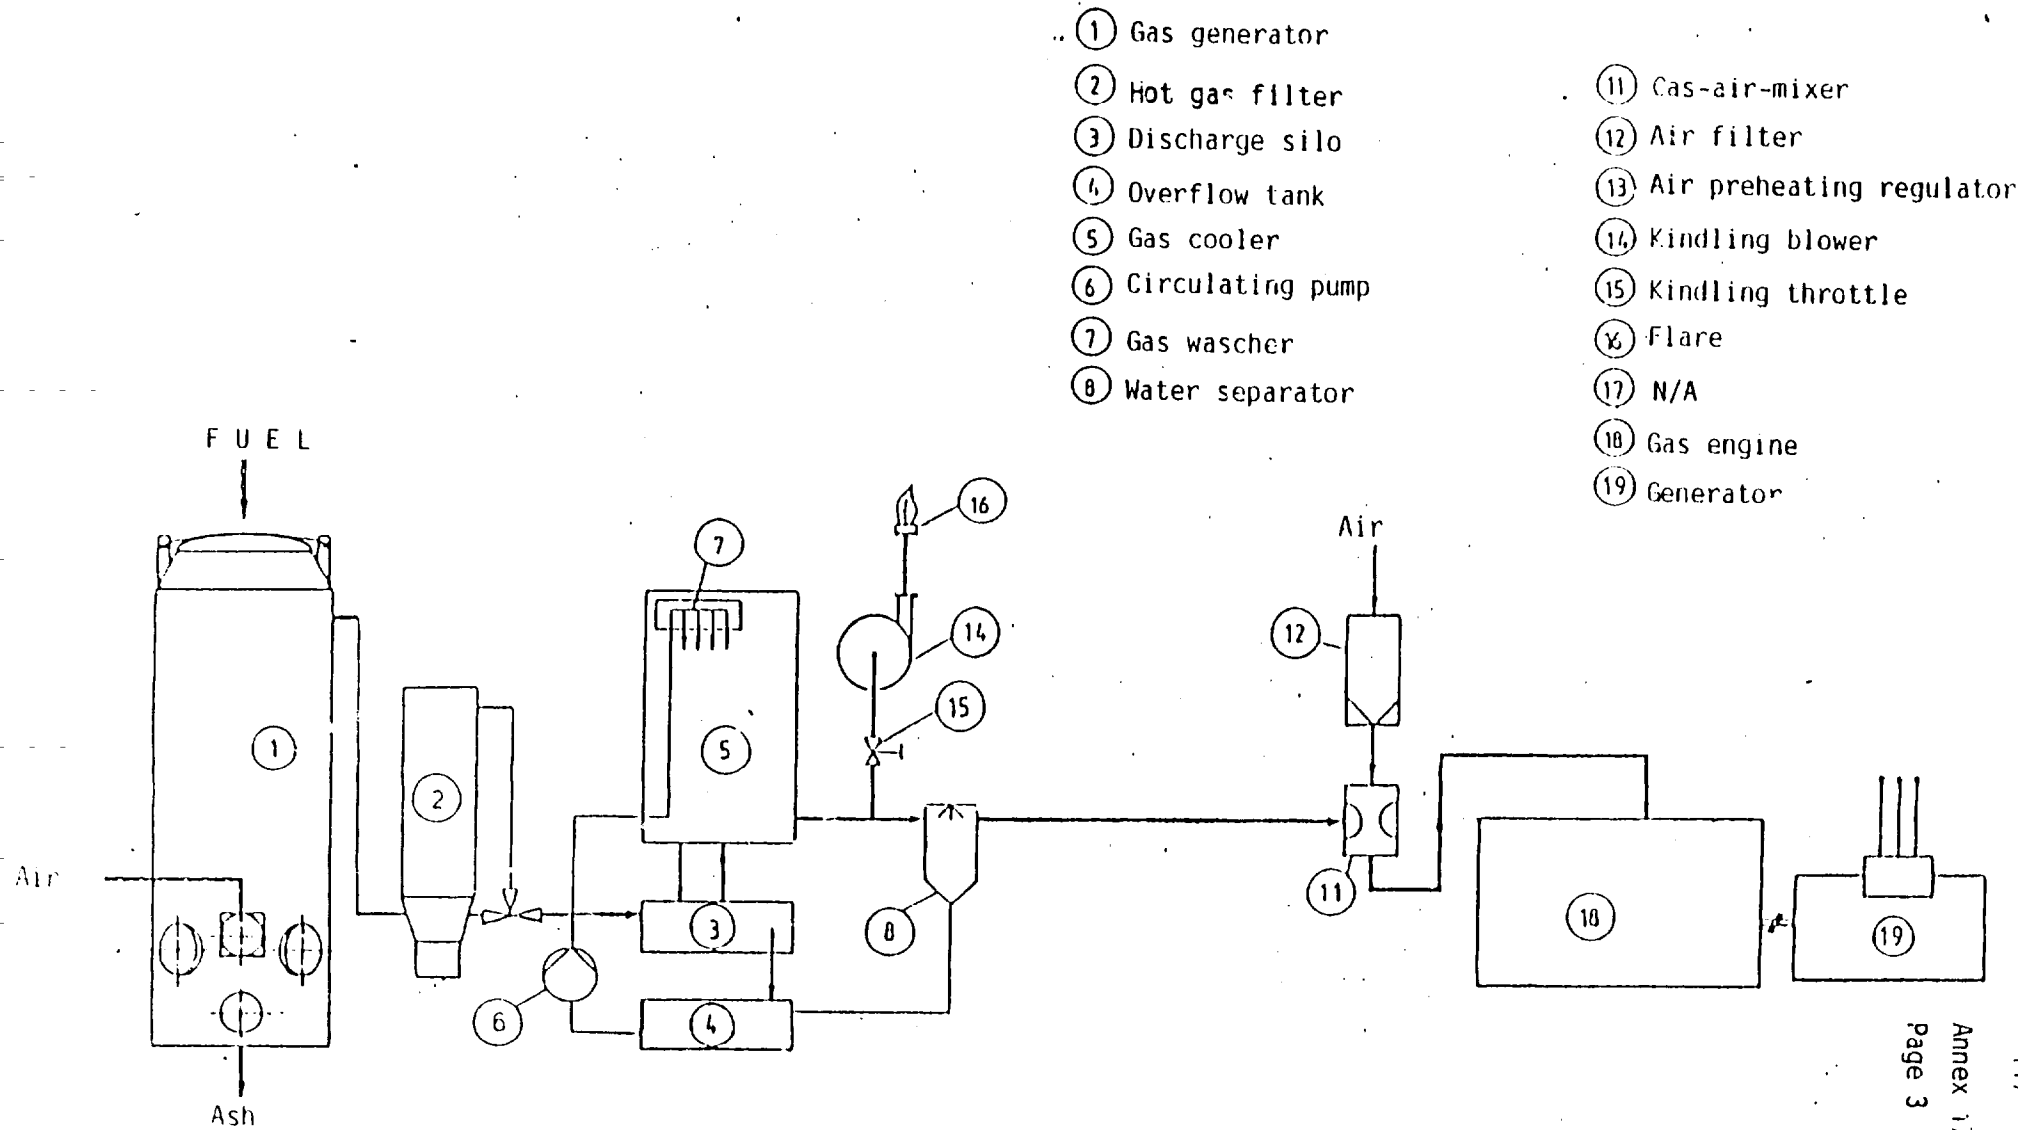 1 Gas generator
2 Hot gas filter
3 Discharge silo
4 Overflow tank
5 Gas cooler
6 Circulating pump
7 Gas wascher
8 Water separator
11 Cas-air-mixer
12 Air filter
13 Air preheating regulator
14 Kindling blower
15 Kindling throttle
16 Flare
17 N/A
18 Gas engine
19 Generator
FUEL
Air
Ash
1
2
3
4
5
6
7
8
16
14
15
Air
12
11
18
19
Annex
Page 3